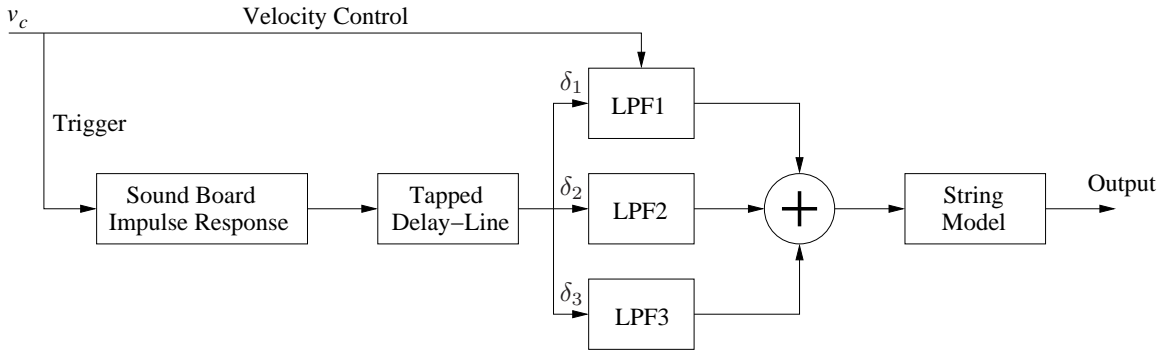 v_c
Velocity Control
Trigger
Sound Board
Impulse Response
Tapped
Delay−Line
δ_1
LPF1
δ_2
LPF2
δ_3
LPF3
+
String
Model
Output